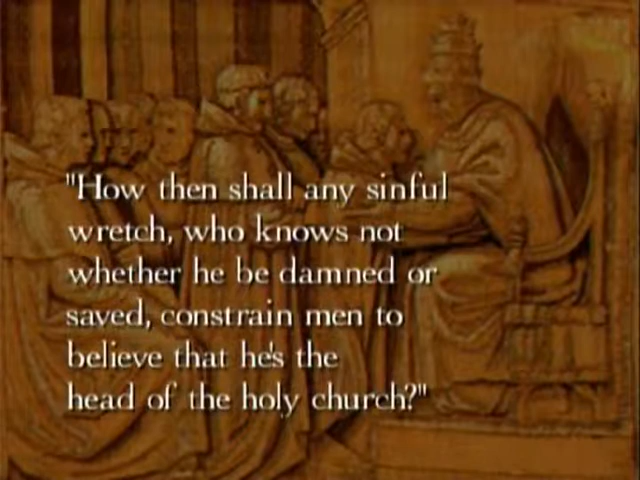 "How then shall any sinful
wretch, who knows not
whether he be damned or
saved, constrain men to
believe that he's the
head of the holy church?"